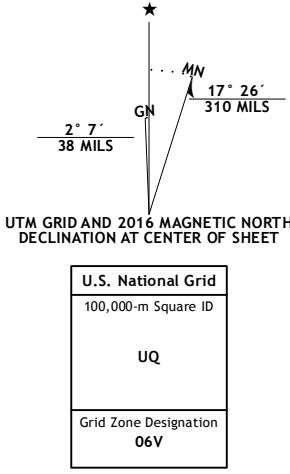 MN
GN
17° 26´
310 MILS
2° 7´
38 MILS
UTM GRID AND 2016 MAGNETIC NORTH
DECLINATION AT CENTER OF SHEET
U.S. National Grid
100,000-m Square ID
UQ
Grid Zone Designation
06V